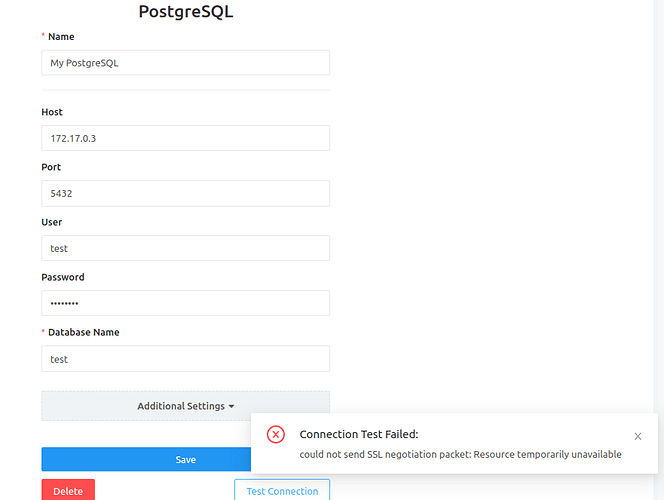 PostgreSQL
* Name
My PostgreSQL
Host
172.17.0.3
Port
5432
User
test
Password
••••••••
* Database Name
test
Additional Settings
Connection Test Failed:
could not send SSL negotiation packet: Resource temporarily unavailable
Save
Delete
Test Connection